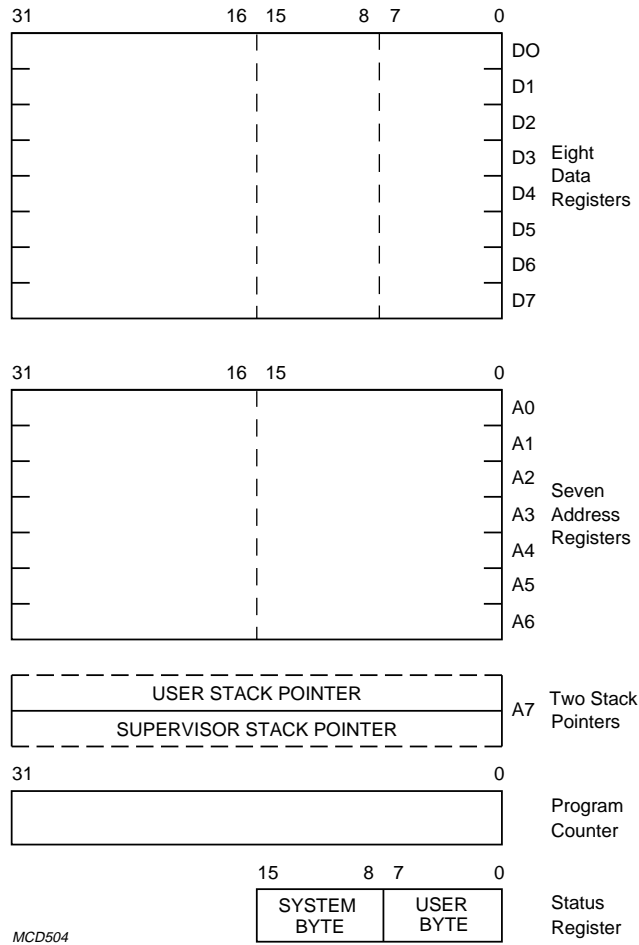 31 16 15 8 7 0
DO
D1
D2
D3
D4
D5
D6
D7
Eight
Data
Registers
31 16 15 0
A0
A1
A2
A3
A4
A5
A6
Seven
Address
Registers
USER STACK POINTER
SUPERVISOR STACK POINTER
A7
Two Stack
Pointers
31 0
Program
Counter
15 8 7 0
SYSTEM
BYTE
USER
BYTE
Status
Register
MCD504